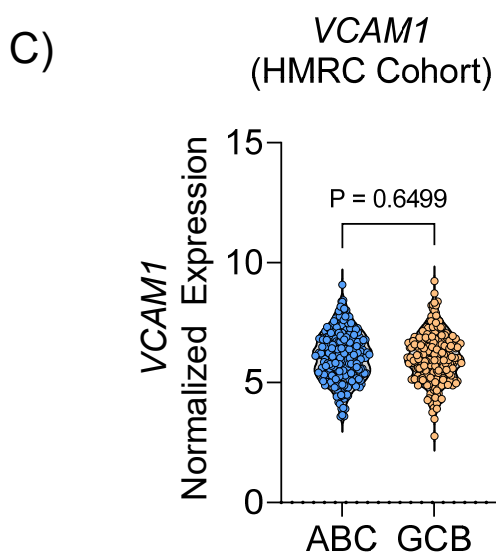 C)
VCAM1
(HMRC Cohort)
VCAM1
Normalized Expression
15
10
5
0
P = 0.6499
ABC GCB